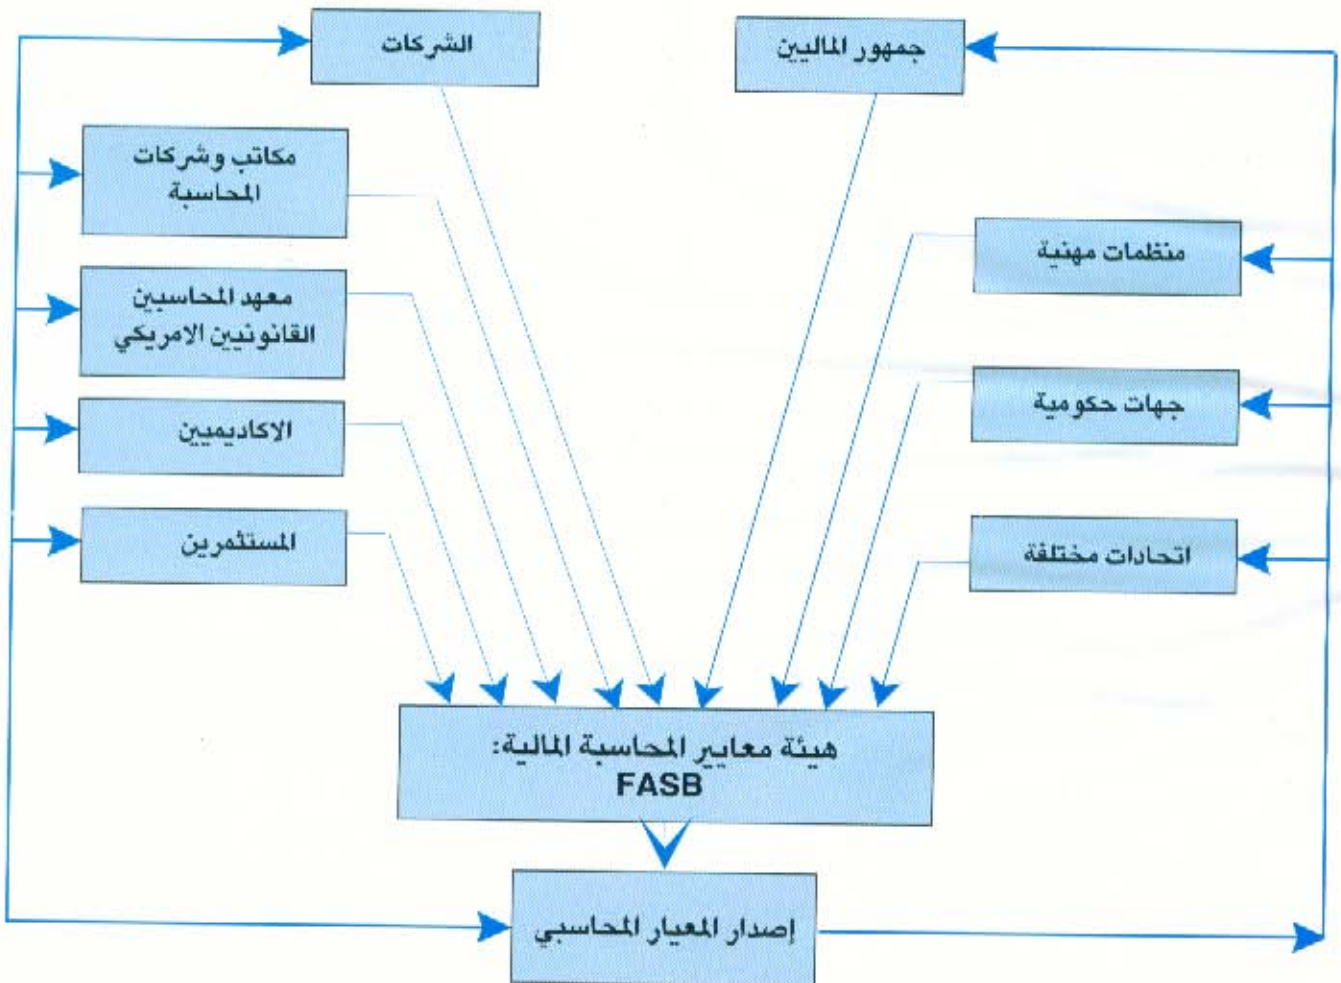 جمهور الماليين
الشركات
مكاتب وشركات
المحاسبة
منظمات مهنية
معهد المحاسبين
القانونيين الامريكي
جهات حكومية
الاكاديميين
المستثمرين
اتحادات مختلفة
هيئة معايير المحاسبة المالية:
FASB
إصدار المعيار المحاسبي